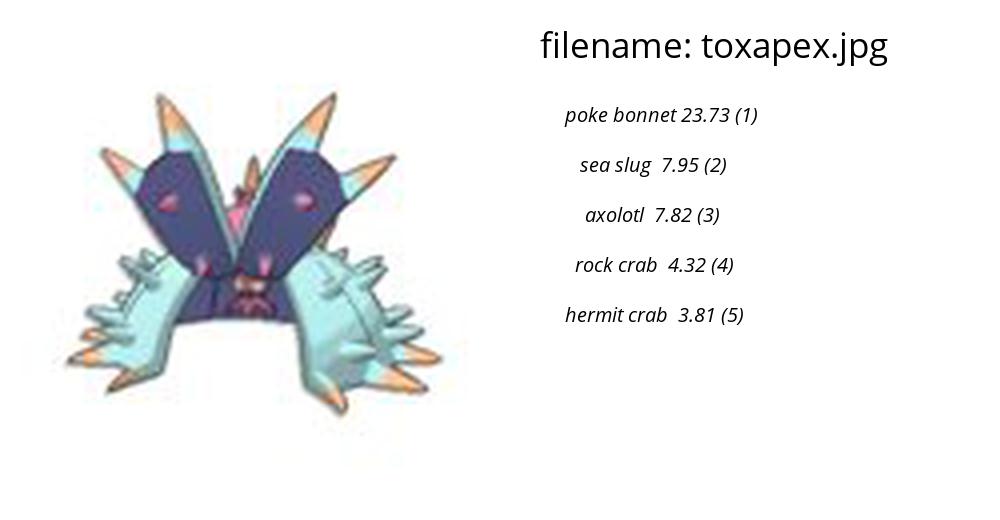 filename: toxapex.jpg
poke bonnet 23.73 (1)
sea slug 7.95 (2)
axolotl 7.82 (3)
rock crab 4.32 (4)
hermit crab 3.81 (5)